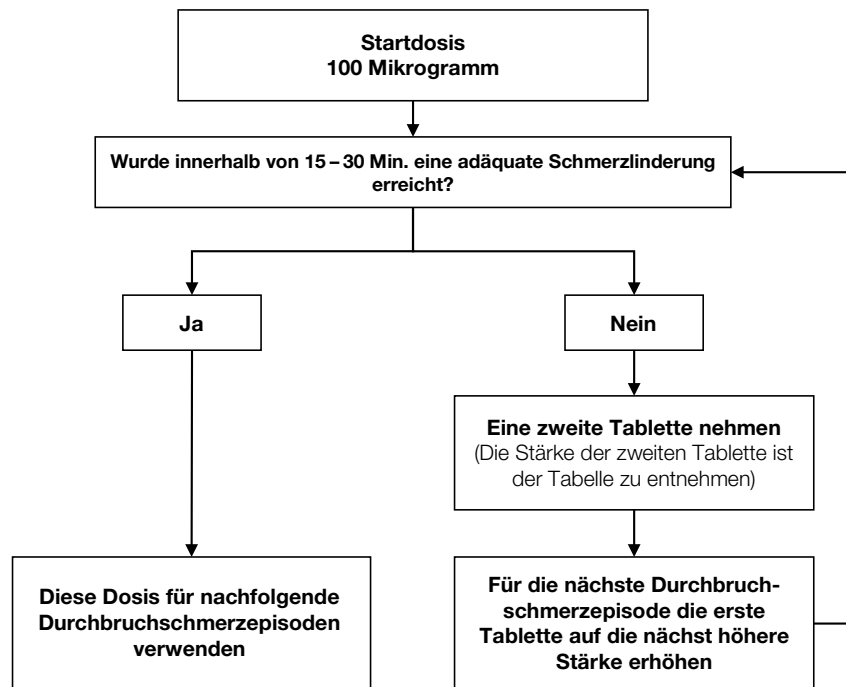 Startdosis
100 Mikrogramm
Wurde innerhalb von 15 – 30 Min. eine adäquate Schmerzlinderung
erreicht?
Ja
Nein
Eine zweite Tablette nehmen
(Die Stärke der zweiten Tablette ist
der Tabelle zu entnehmen)
Diese Dosis für nachfolgende
Durchbruchschmerzepisoden
verwenden
Für die nächste Durchbruch-
schmerzepisode die erste
Tablette auf die nächst höhere
Stärke erhöhen